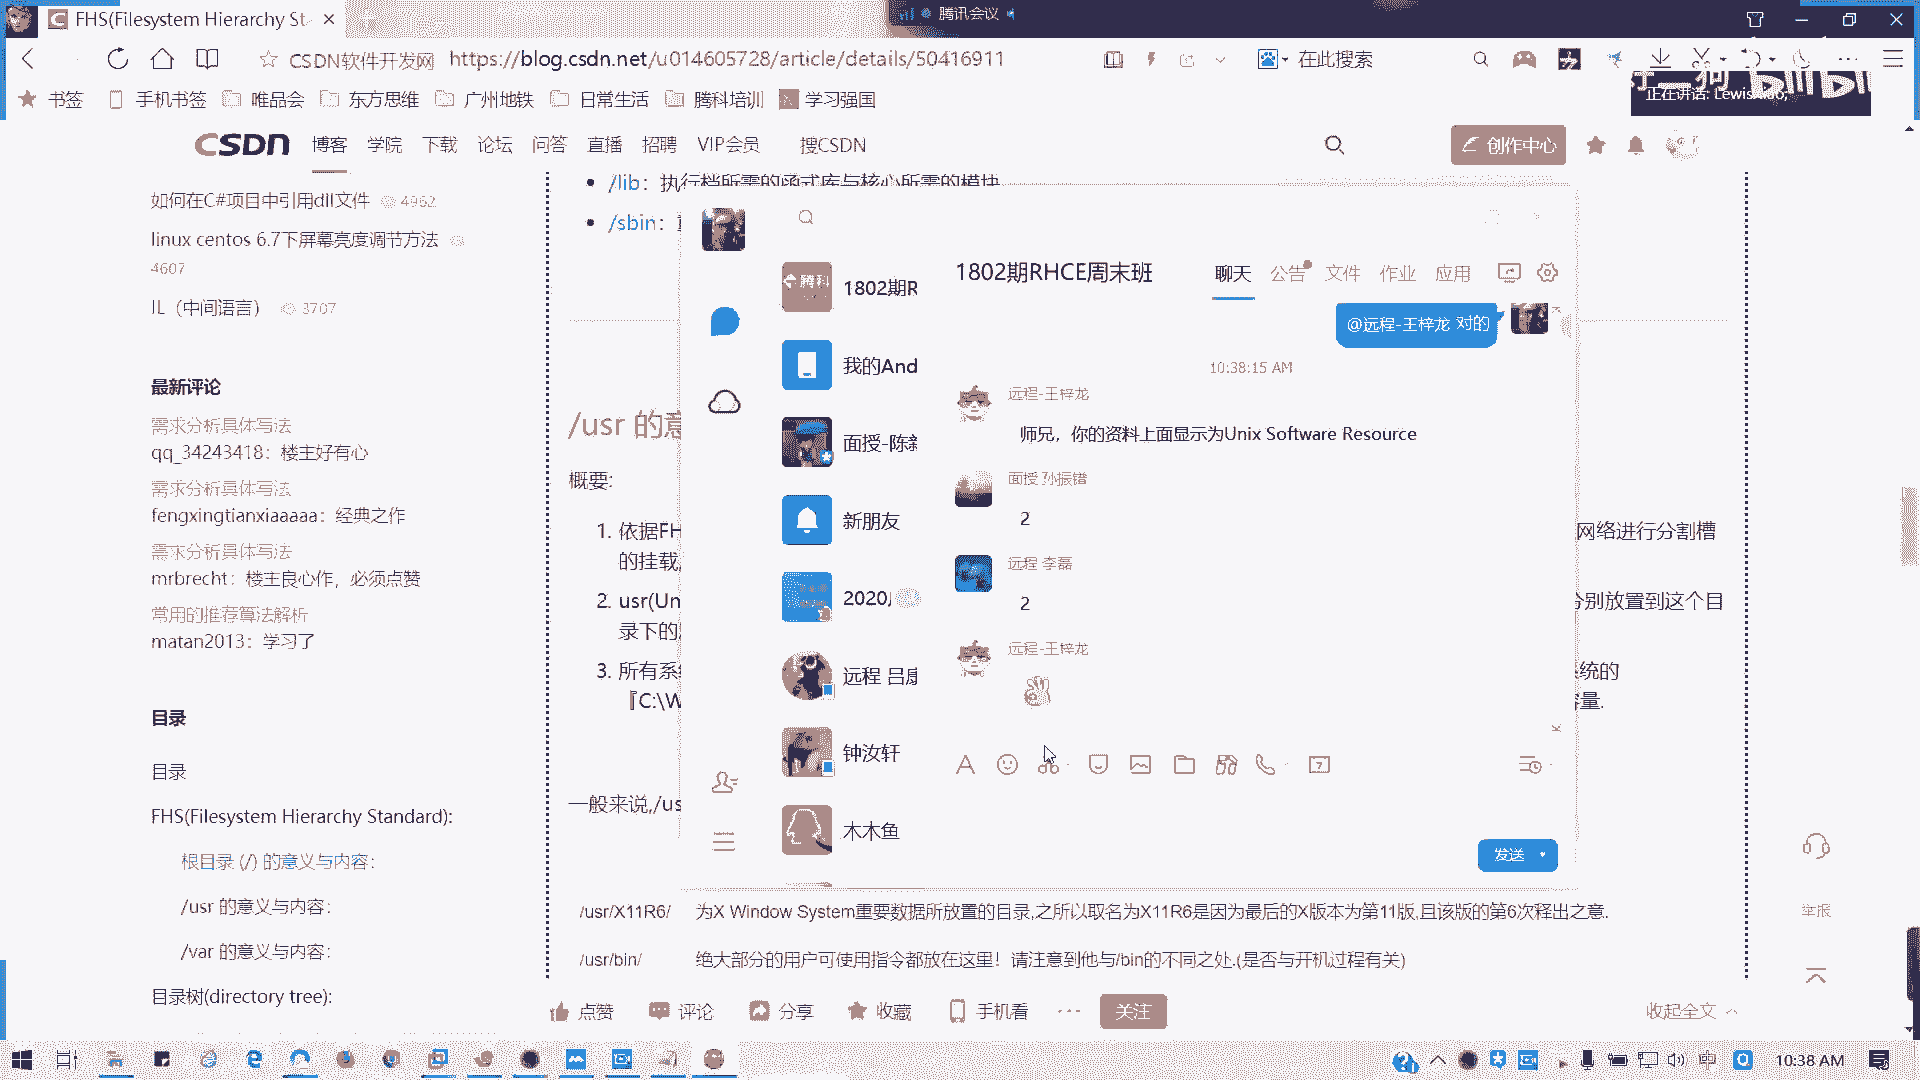 FHS(Filesystem Hierarchy St
腾讯会议
CSDN软件开发网 https://blog.csdn.net/u014605728/article/details/50416911
在此搜索
书签 手机书签 唯品会 东方思维 广州地铁 日常生活 腾科培训 学习强国
正在讲话: Lewis
CSDN 博客 学院 下载 论坛 问答 直播 招聘 VIP会员 搜CSDN
创作中心
如何在C#项目中引用dll文件 4962
linux centos 6.7下屏幕亮度调节方法
4607
IL（中间语言） 3707
最新评论
需求分析具体写法
qq_34243418：楼主好有心
需求分析具体写法
fengxingtianxiaaaaa：经典之作
需求分析具体写法
mrbrecht：楼主良心作，必须点赞
常用的推荐算法解析
matan2013：学习了
目录
目录
FHS(Filesystem Hierarchy Standard):
根目录 (/) 的意义与内容：
/usr 的意义与内容：
/var 的意义与内容：
目录树(directory tree):
/lib：执行档所需的函式库与核心所需的模块
/sbin：
/usr 的意
概要:
1. 依据FH
网络进行分割槽
的挂载
2. usr(Un
分别放置到这个目
录下的
3. 所有系
统的
『C:\W
容量.
一般来说,/us
1802期R
我的And
面授-陈新
新朋友
2020
远程 吕康
钟汝轩
木木鱼
1802期RHCE周末班
聊天 公告 文件 作业 应用
@远程-王梓龙 对的
10:38:15 AM
远程-王梓龙
师兄，你的资料上面显示为Unix Software Resource
面授 孙振锴
2
远程 李磊
2
远程-王梓龙
发送
/usr/X11R6/ 为X Window System重要数据所放置的目录,之所以取名为X11R6是因为最后的X版本为第11版,且该版的第6次释出之意.
/usr/bin/ 绝大部分的用户可使用指令都放在这里！请注意到他与/bin的不同之处.(是否与开机过程有关)
点赞 评论 分享 收藏 手机看 ··· 关注
收起全文
举报
中
10:38 AM